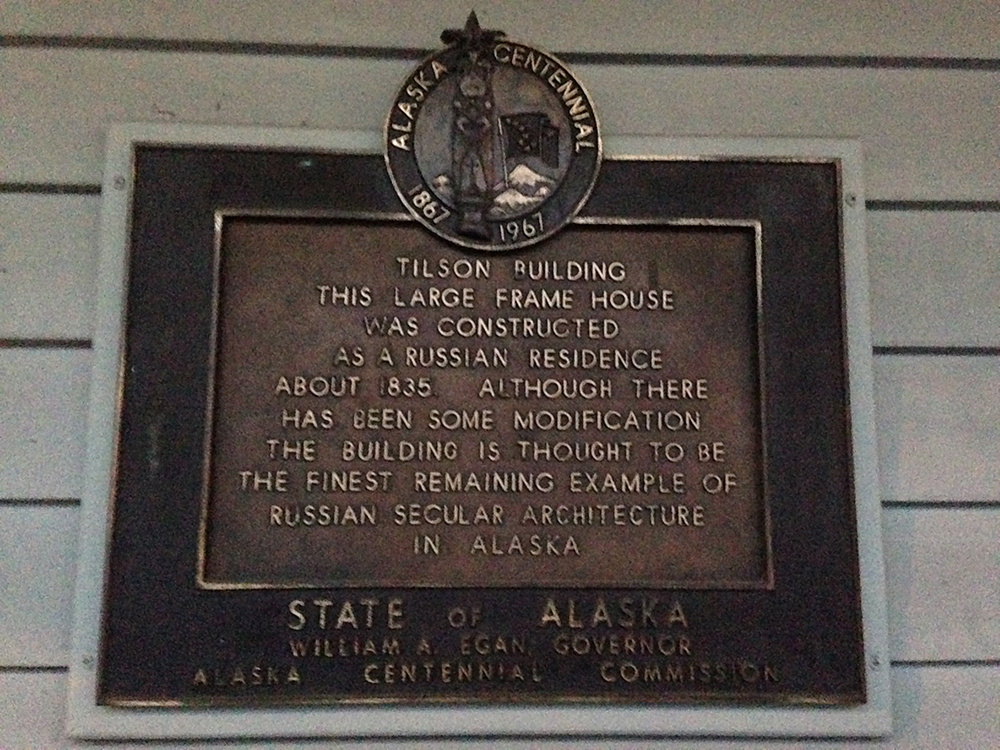 ALASKA CENTENNIAL
1867 1967
TILSON BUILDING
THIS LARGE FRAME HOUSE
WAS CONSTRUCTED
AS A RUSSIAN RESIDENCE
ABOUT 1835. ALTHOUGH THERE
HAS BEEN SOME MODIFICATION
THE BUILDING IS THOUGHT TO BE
THE FINEST REMAINING EXAMPLE OF
RUSSIAN SECULAR ARCHITECTURE
IN ALASKA
STATE OF ALASKA
WILLIAM A. EGAN, GOVERNOR
ALASKA CENTENNIAL COMMISSION